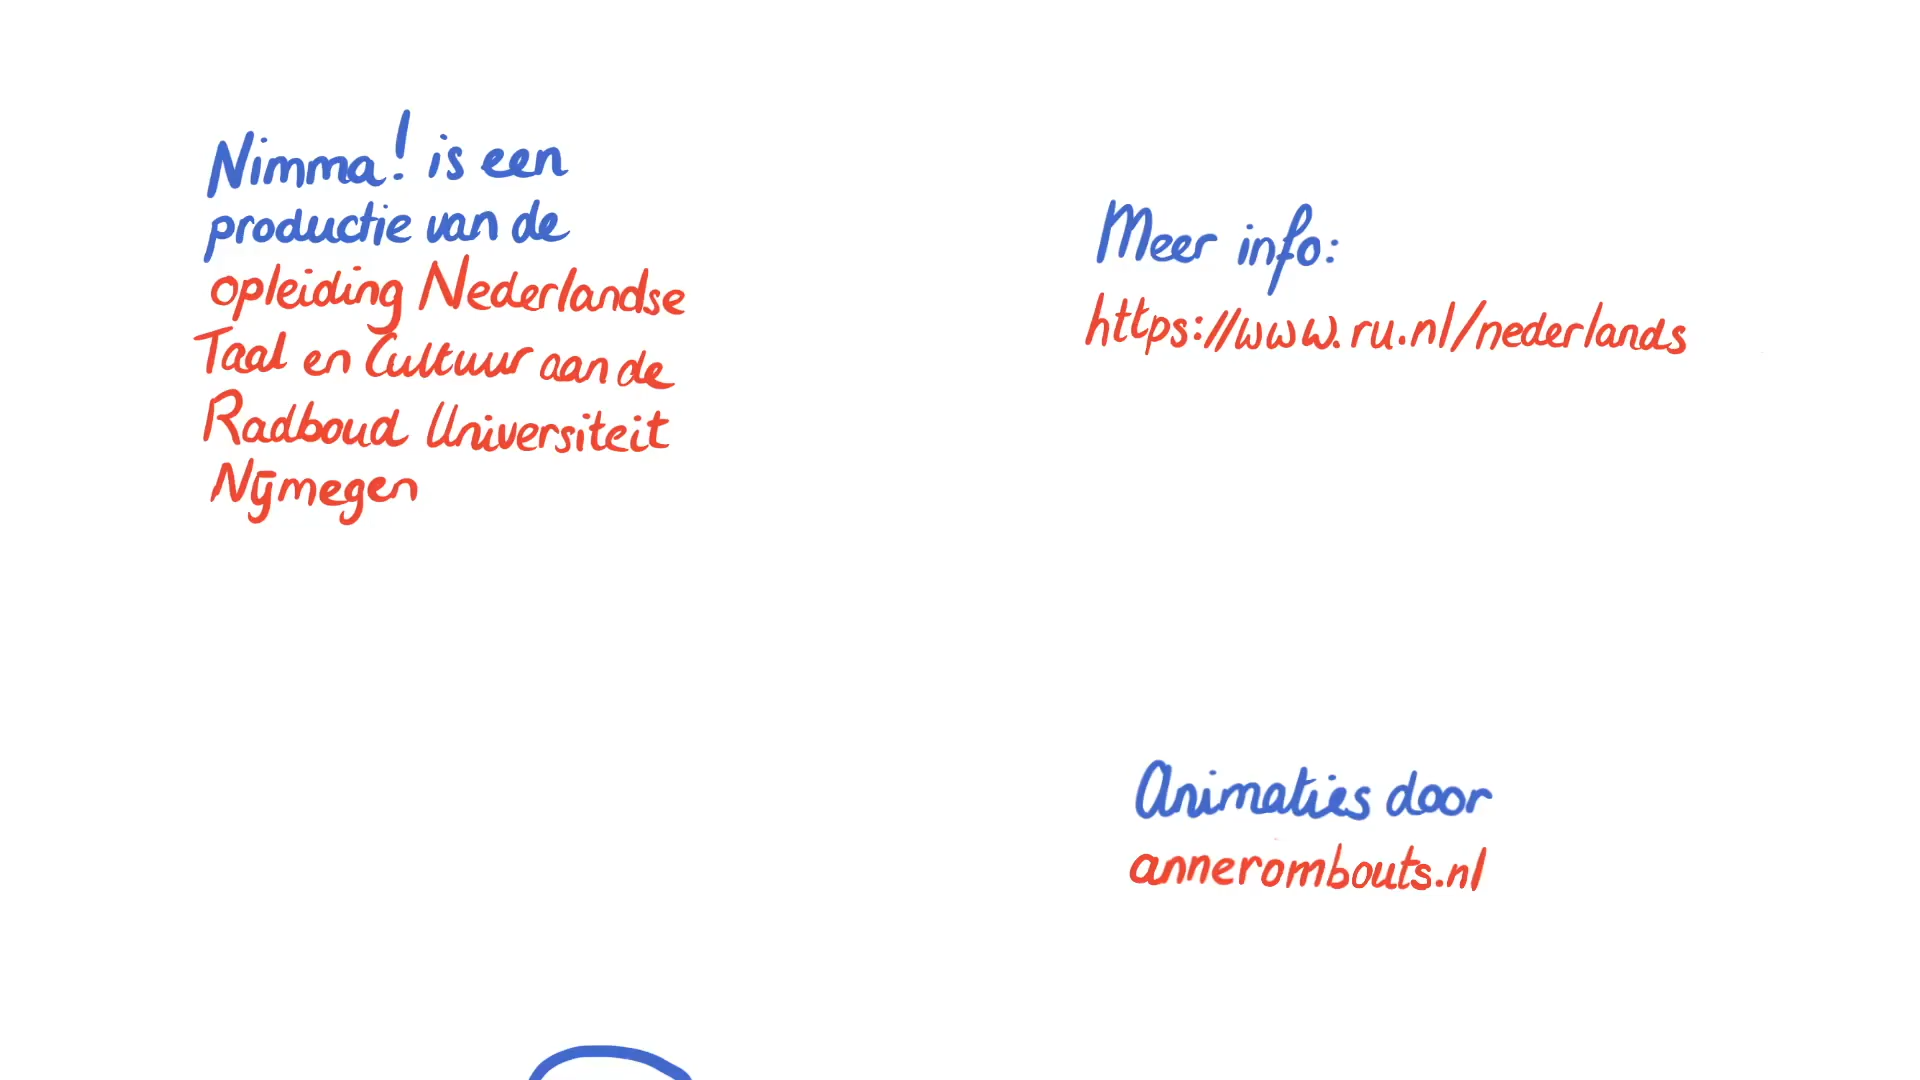 Nimma! is een
productie van de
opleiding Nederlandse
Taal en Cultuur aan de
Radboud Universiteit
Nijmegen
Meer info:
https://www.ru.nl/nederlands
Animaties door
annerombouts.nl